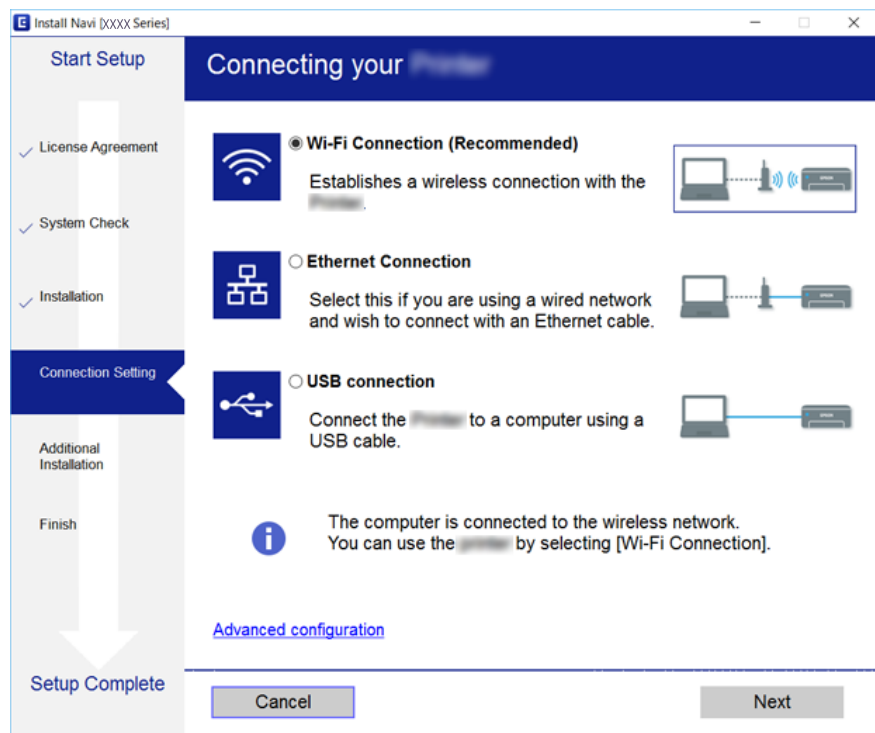 Install Navi [XXXX Series]
Start Setup
License Agreement
System Check
Installation
Connection Setting
Additional
Installation
Finish
Setup Complete
Connecting your
Wi-Fi Connection (Recommended)
Establishes a wireless connection with the
.
Ethernet Connection
Select this if you are using a wired network
and wish to connect with an Ethernet cable.
USB connection
Connect the to a computer using a
USB cable.
The computer is connected to the wireless network.
You can use the by selecting [Wi-Fi Connection].
Advanced configuration
Cancel
Next